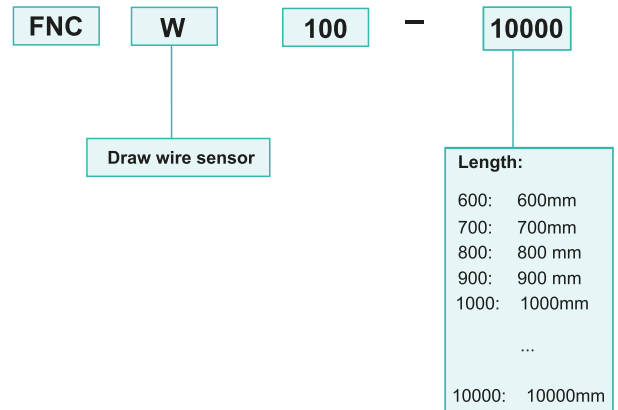 FNC W 100 – 10000
Draw wire sensor
Length:
600: 600mm
700: 700mm
800: 800 mm
900: 900 mm
1000: 1000mm
...
10000: 10000mm